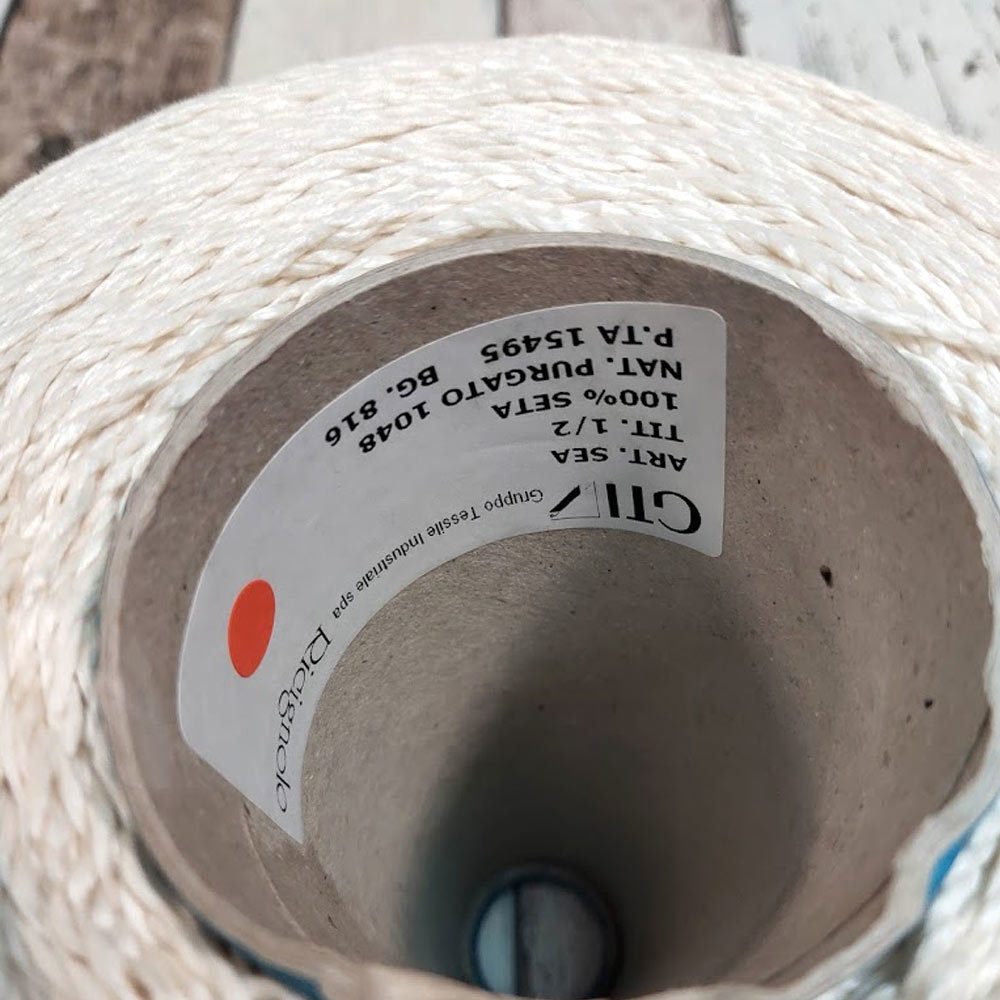 GTI Gruppo Tessile Industriale spa Rigignolo
ART. SEA
TIT. 1/2
100% SETA
NAT. PURGATO 1048
P.TA 15495 BG. 816